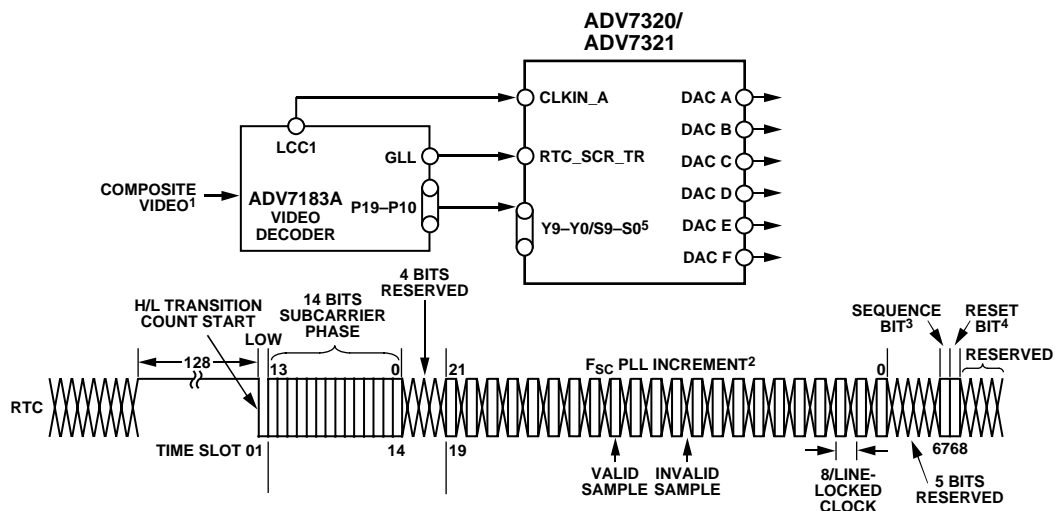 ADV7320/
ADV7321
CLKIN_A
DAC A
DAC B
LCC1
GLL
RTC_SCR_TR
DAC C
COMPOSITE
VIDEO1
ADV7183A
VIDEO
DECODER
P19–P10
DAC D
Y9–Y0/S9–S05
DAC E
DAC F
H/L TRANSITION
COUNT START
LOW
14 BITS
SUBCARRIER
PHASE
4 BITS
RESERVED
SEQUENCE
BIT3
RESET
BIT4
RESERVED
128
13
0
21
FSC PLL INCREMENT2
0
RTC
TIME SLOT 01
14
19
6768
VALID
SAMPLE
INVALID
SAMPLE
8/LINE-
LOCKED
CLOCK
5 BITS
RESERVED